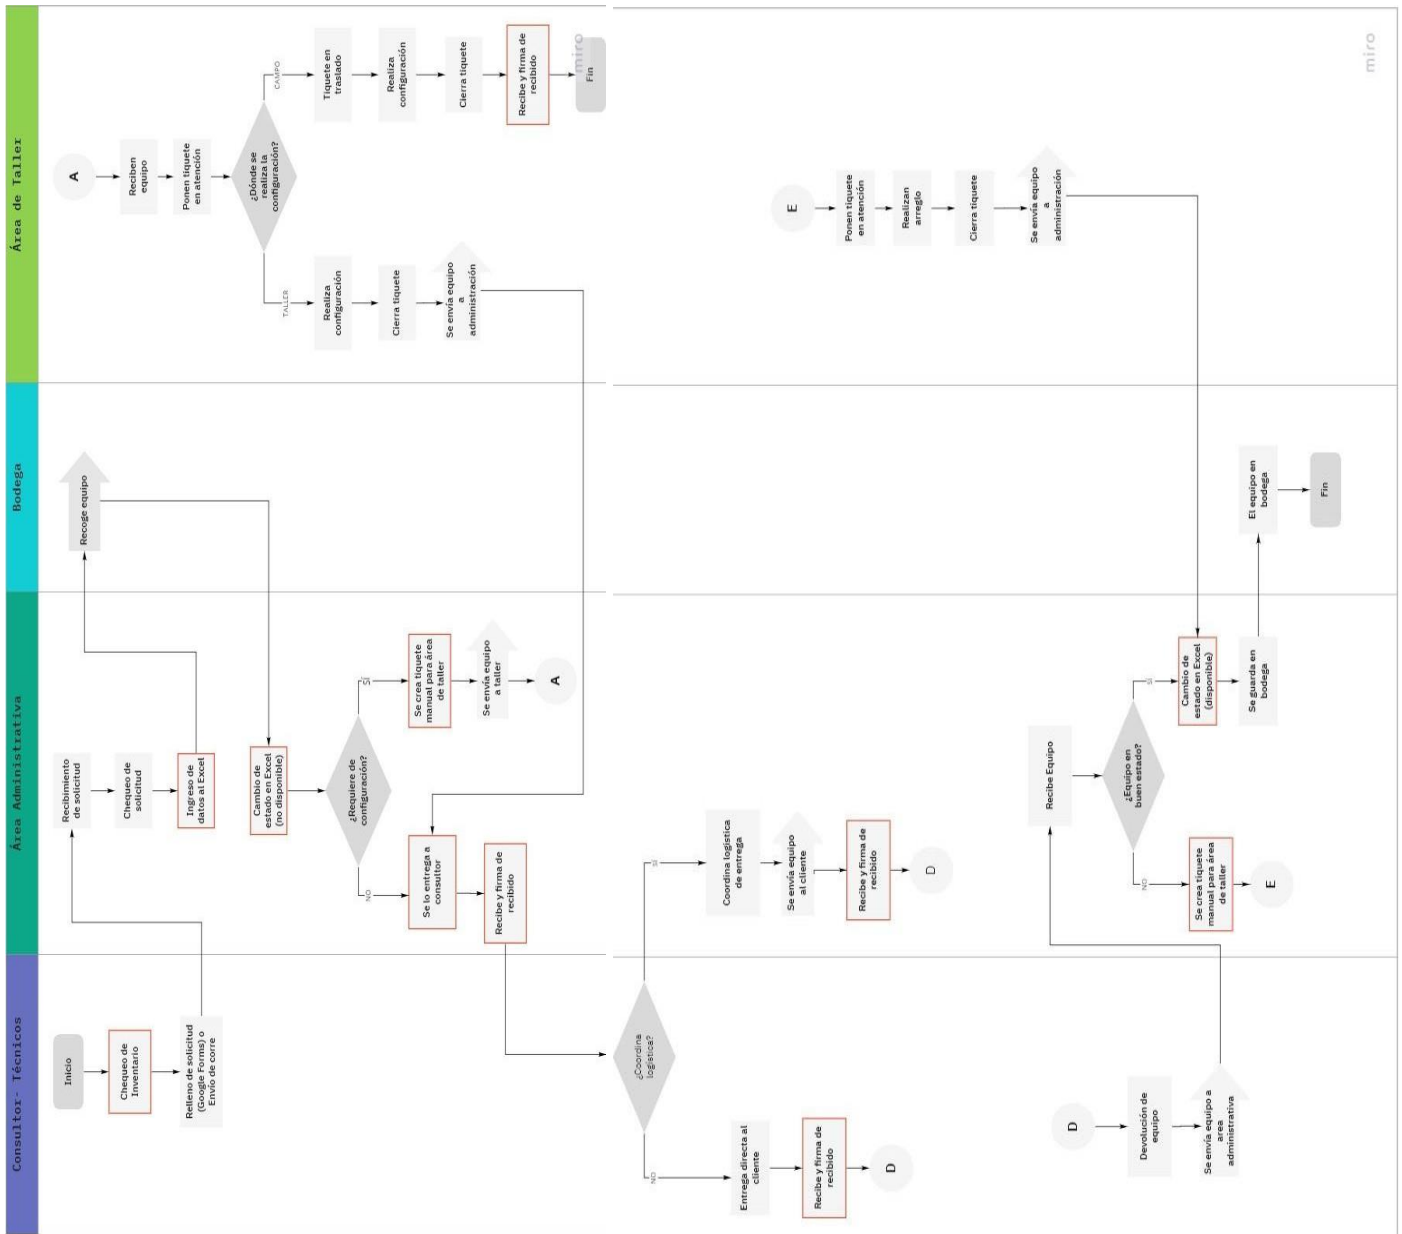 Consultor- Técnicos
Área Administrativa
Bodega
Área de Taller
Inicio
Chequeo de
Inventario
Relleno de solicitud
(Google Forms) o
Envío de corre
Recibimiento
de solicitud
Chequeo de
solicitud
Ingreso de
datos al Excel
Recoge equipo
Cambio de
estado en Excel
(no disponible)
¿Requiere de
configuración?
NO
SÍ
Se lo entrega a
consultor
Recibe y firma de
recibido
Se crea tiquete
manual para área
de taller
Se envía equipo
a taller
A
A
Reciben
equipo
Ponen tiquete
en atención
¿Dónde se
realiza la
configuración?
TALLER
CAMPO
Realiza
configuración
Cierra tiquete
Se envía equipo
a
administración
Tiquete en
traslado
Realiza
configuración
Cierra tiquete
Recibe y firma de
recibido
Fin
miro
¿Coordina
logística?
NO
SÍ
Entrega directa al
cliente
Recibe y firma de
recibido
D
Coordina logística
de entrega
Se envía equipo
al cliente
Recibe y firma de
recibido
D
D
Devolución de
equipo
Se envía equipo a
area
administrativa
Recibe Equipo
¿Equipo en
buen estado?
NO
SÍ
Se crea tiquete
manual para área
de taller
E
Cambio de
estado en Excel
(disponible)
Se guarda en
bodega
El equipo en
bodega
Fin
E
Ponen tiquete
en atención
Realizan
arreglo
Cierra tiquete
Se envía equipo
a
administración
miro